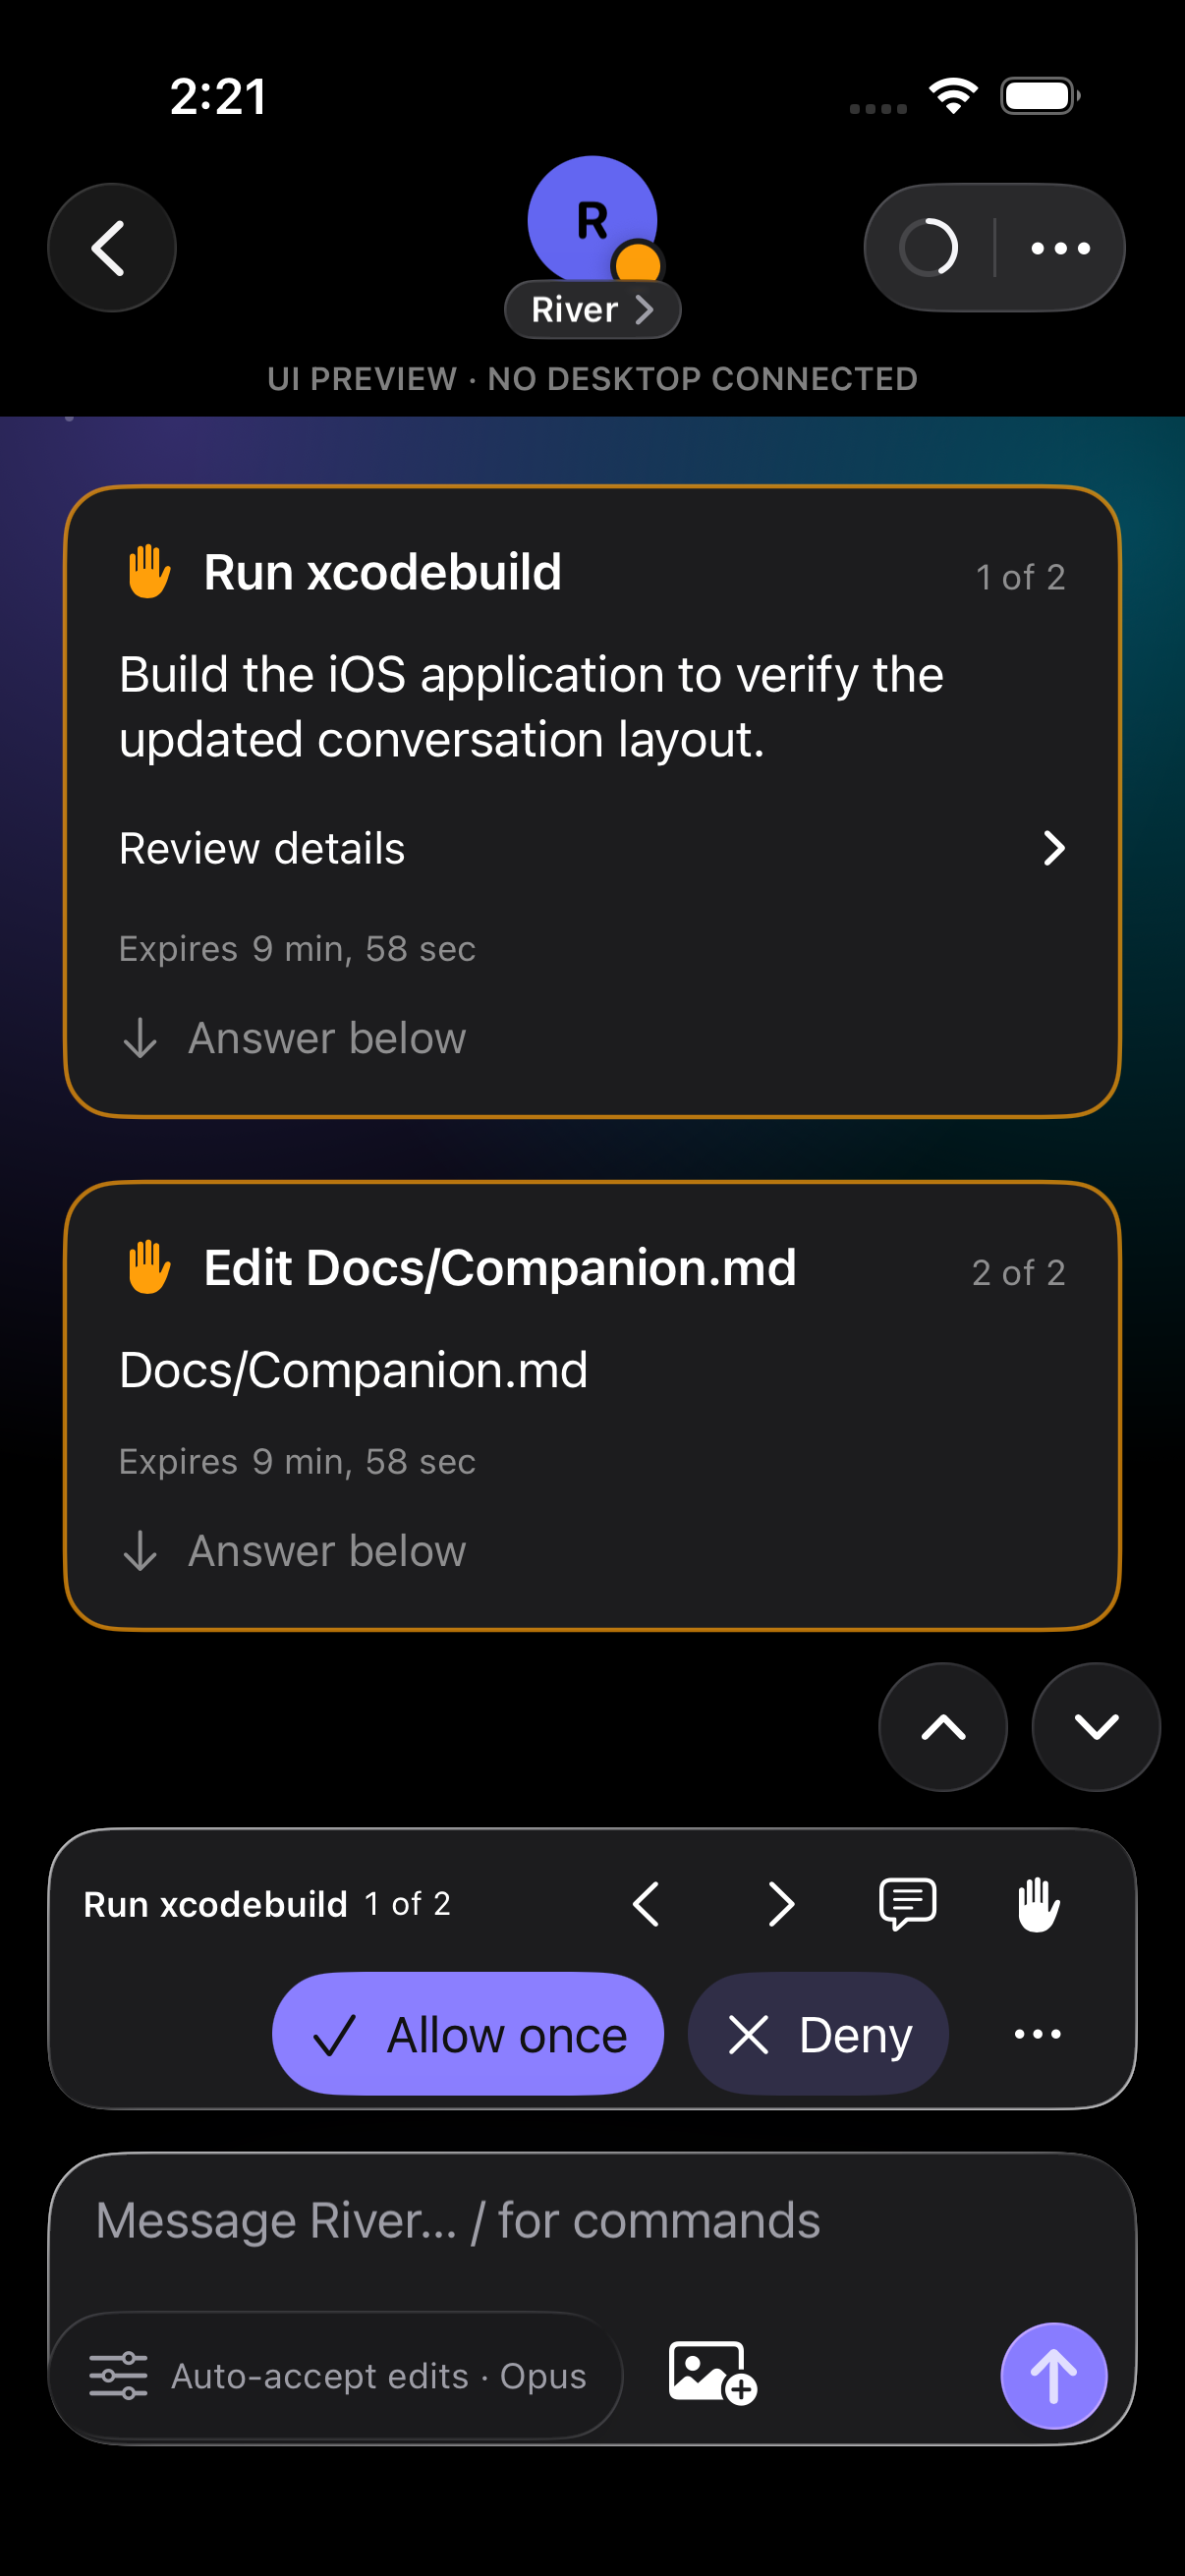 2:21
R
River
UI PREVIEW · NO DESKTOP CONNECTED
Run xcodebuild
1 of 2
Build the iOS application to verify the
updated conversation layout.
Review details
Expires 9 min, 58 sec
Answer below
Edit Docs/Companion.md
2 of 2
Docs/Companion.md
Expires 9 min, 58 sec
Answer below
Run xcodebuild 1 of 2
Allow once
Deny
Message River... / for commands
Auto-accept edits · Opus